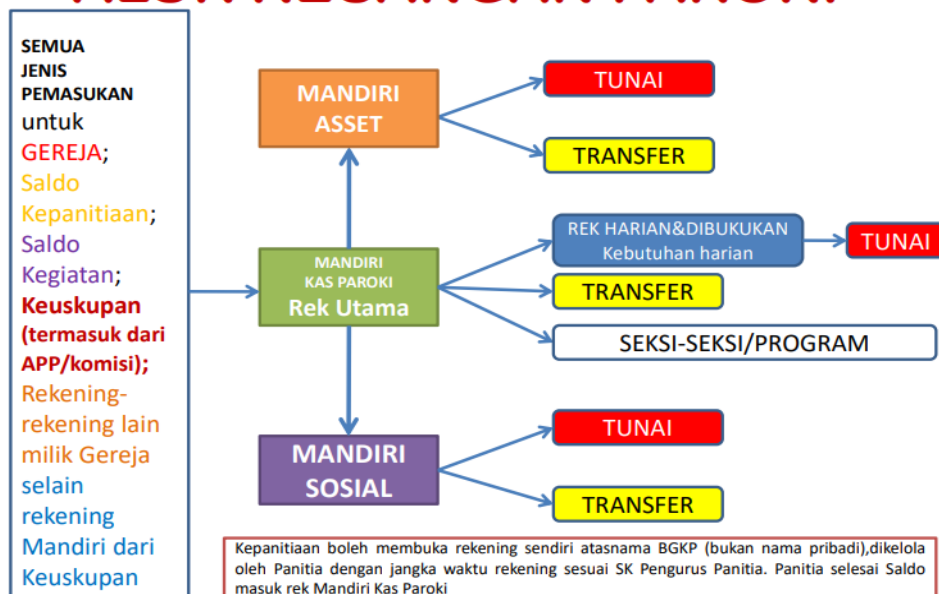 SEMUA
JENIS
PEMASUKAN
untuk
GEREJA;
Saldo
Kepanitiaan;
Saldo
Kegiatan;
Keuskupan
(termasuk dari
APP/komisi);
Rekening-
rekening lain
milik Gereja
selain
rekening
Mandiri dari
Keuskupan
MANDIRI
ASSET
TUNAI
TRANSFER
MANDIRI
KAS PAROKI
Rek Utama
REK HARIAN&DIBUKUKAN
Kebutuhan harian
TUNAI
TRANSFER
SEKSI-SEKSI/PROGRAM
MANDIRI
SOSIAL
TUNAI
TRANSFER
Kepanitiaan boleh membuka rekening sendiri atasnama BGKP (bukan nama pribadi),dikelola
oleh Panitia dengan jangka waktu rekening sesuai SK Pengurus Panitia. Panitia selesai Saldo
masuk rek Mandiri Kas Paroki